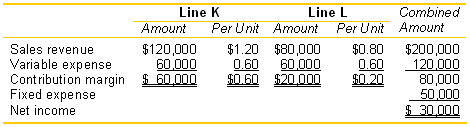 Line K Line L Combined
Amount Per Unit Amount Per Unit Amount
Sales revenue $120,000 $1.20 $80,000 $0.80 $200,000
Variable expense 60,000 0.60 60,000 0.60 120,000
Contribution margin $ 60,000 $0.60 $20,000 $0.20 80,000
Fixed expense 50,000
Net income $ 30,000